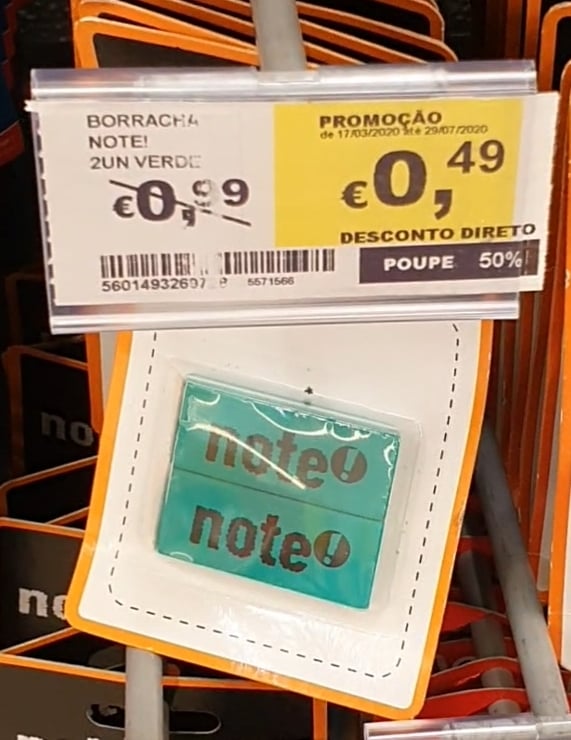 BORRACHA
NOTE!
2UN VERDE
€0,99
5571566
PROMOÇÃO
de 17/03/2020 até 29/07/2020
€0,49
DESCONTO DIRETO
POUPE 50%
note!
note!
no